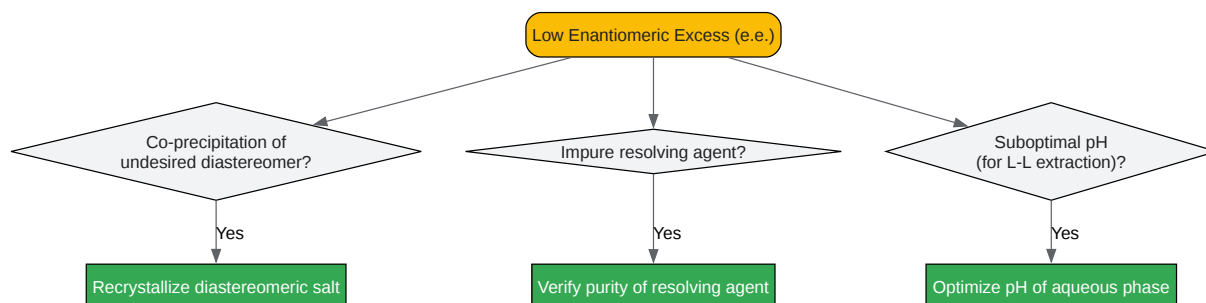 Low Enantiomeric Excess (e.e.)
Co-precipitation of
undesired diastereomer?
Impure resolving agent?
Suboptimal pH
(for L-L extraction)?
Yes
Yes
Yes
Recrystallize diastereomeric salt
Verify purity of resolving agent
Optimize pH of aqueous phase